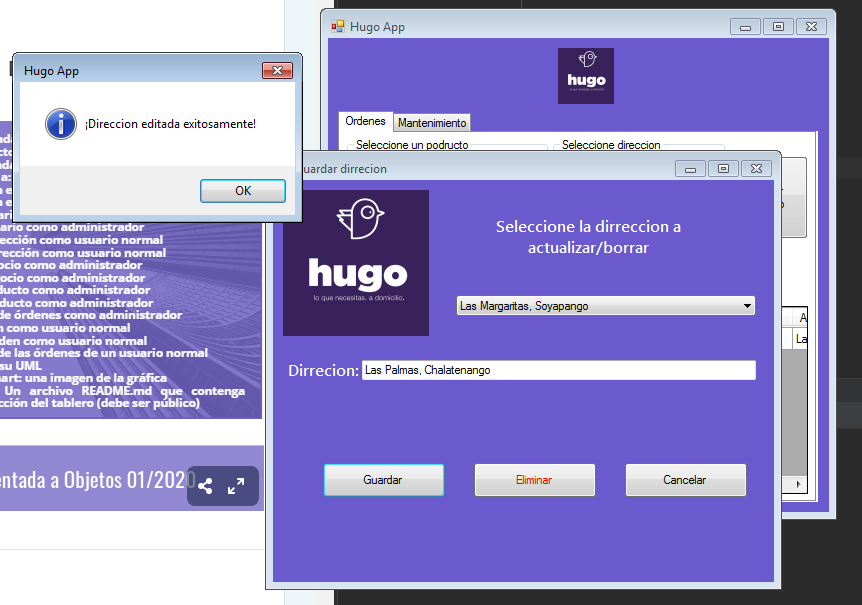 Hugo App
Hugo App
¡Direccion editada exitosamente!
OK
hugo
Ordenes
Mantenimiento
Seleccione un podructo
Seleccione direccion
uardar dirrecion
hugo
lo que necesitas. a domicilio.
Seleccione la dirreccion a
actualizar/borrar
Las Margaritas, Soyapango
Dirrecion:
Las Palmas, Chalatenango
Guardar
Eliminar
Cancelar
A
La
ario como administrador
ección como usuario normal
rección como usuario normal
ocio como administrador
ocio como administrador
ducto como administrador
ducto como administrador
de órdenes como administrador
n como usuario normal
den como usuario normal
de las órdenes de un usuario normal
su UML
art: una imagen de la gráfica
Un archivo README.md que contenga
cción del tablero (debe ser público)
entada a Objetos 01/2020